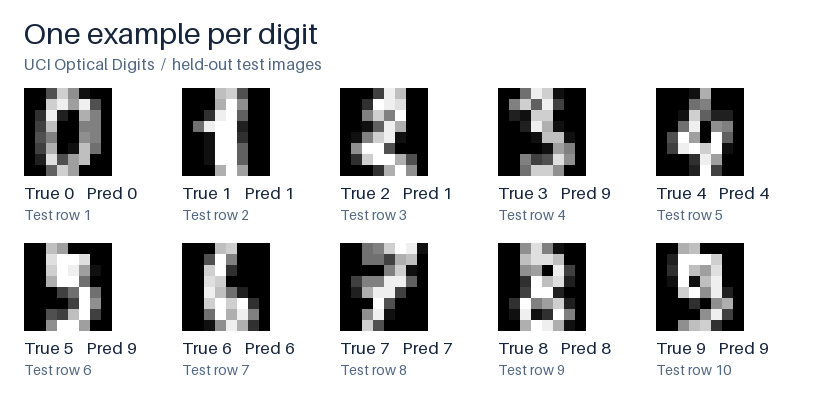 One example per digit
UCI Optical Digits / held-out test images
True 0 Pred 0
Test row 1
True 1 Pred 1
Test row 2
True 2 Pred 1
Test row 3
True 3 Pred 9
Test row 4
True 4 Pred 4
Test row 5
True 5 Pred 9
Test row 6
True 6 Pred 6
Test row 7
True 7 Pred 7
Test row 8
True 8 Pred 8
Test row 9
True 9 Pred 9
Test row 10